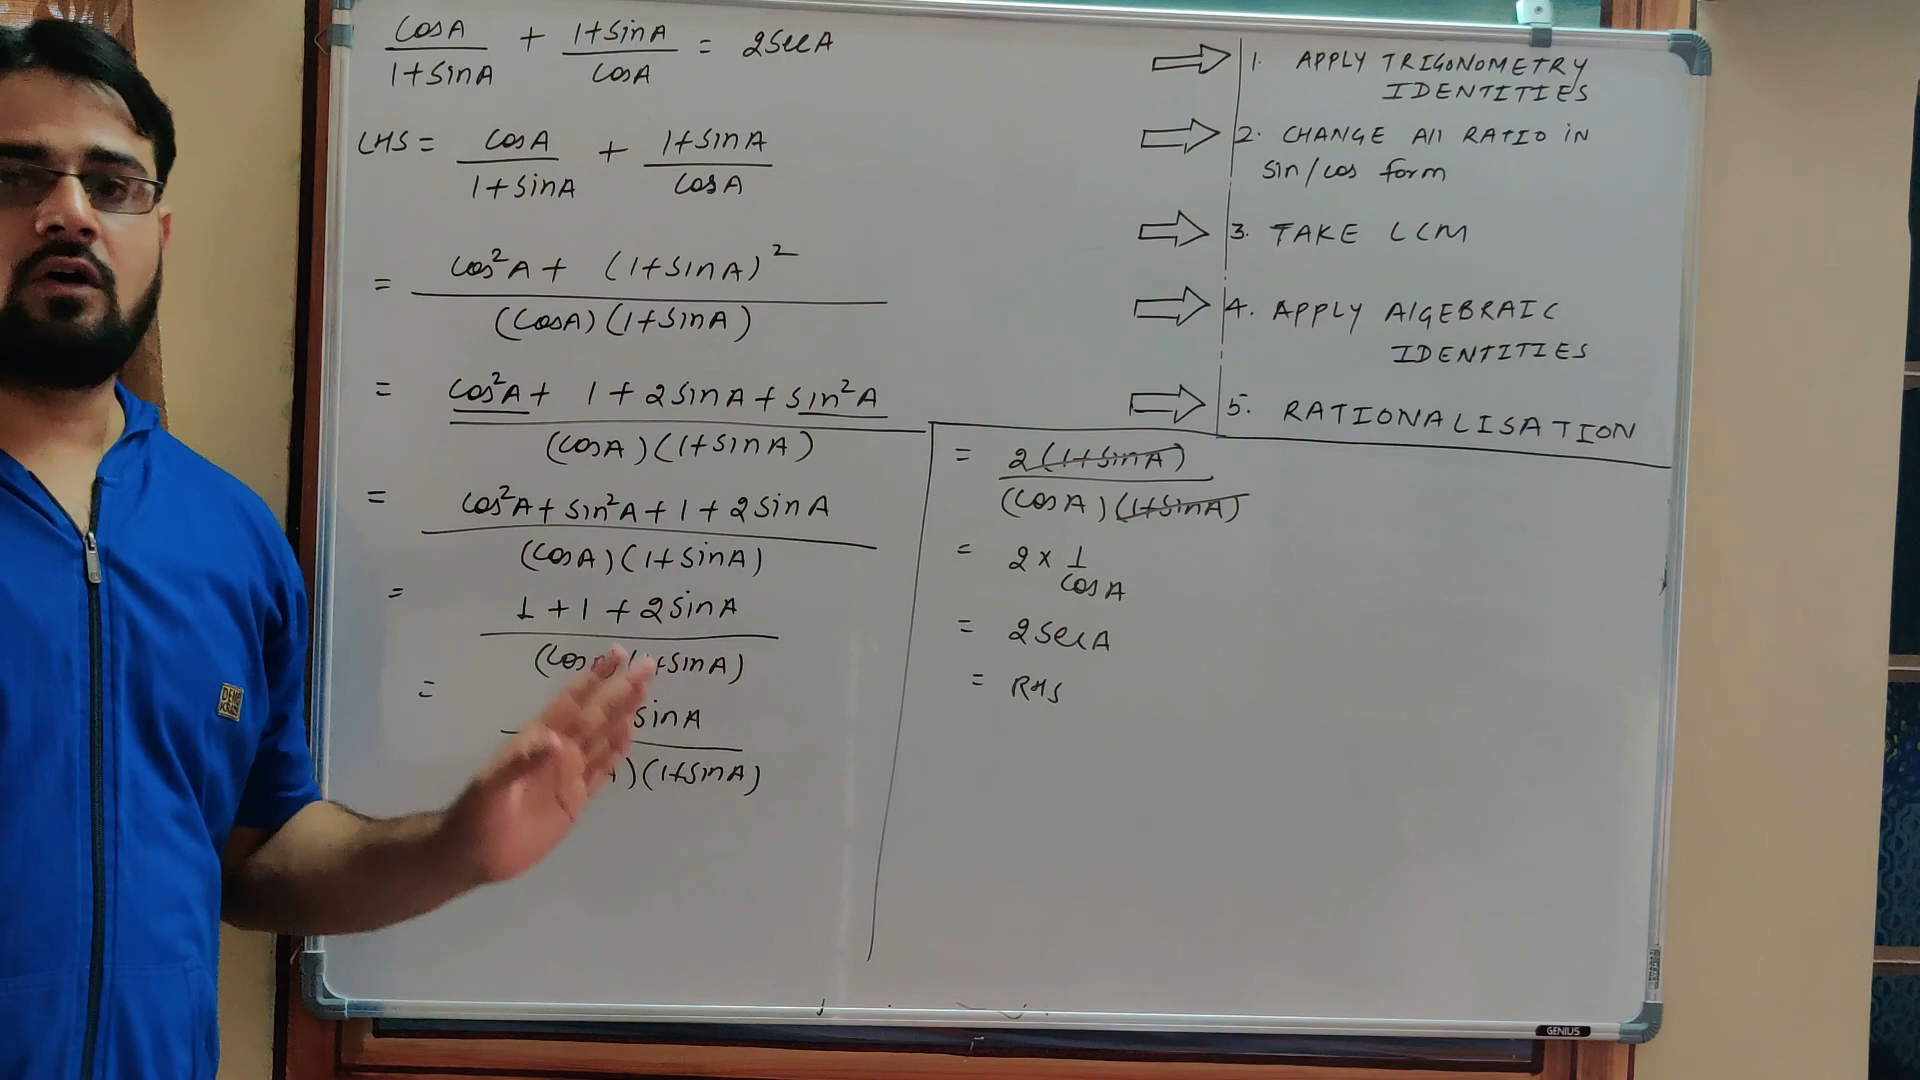 cosA/1+sinA + 1+sinA/cosA = 2secA
LHS = cosA/1+sinA + 1+sinA/cosA
= cos²A + (1+sinA)²/(cosA)(1+sinA)
= cos²A + 1 + 2sinA + sin²A/(cosA)(1+sinA)
= cos²A + sin²A + 1 + 2sinA/(cosA)(1+sinA)
= 1 + 1 + 2sinA/(cos 1+sinA)
= sinA/)(1+sinA)
1. APPLY TRIGONOMETRY
IDENTITIES
2. CHANGE All RATIO iN
sin/cos form
3. TAKE LCM
4. APPLY AlGEBRAIC
IDENTITIES
5. RATIONALISATION
= 2(1+sinA)/(cosA)(1+sinA)
= 2 × 1/cosA
= 2secA
= RHS
GENIUS